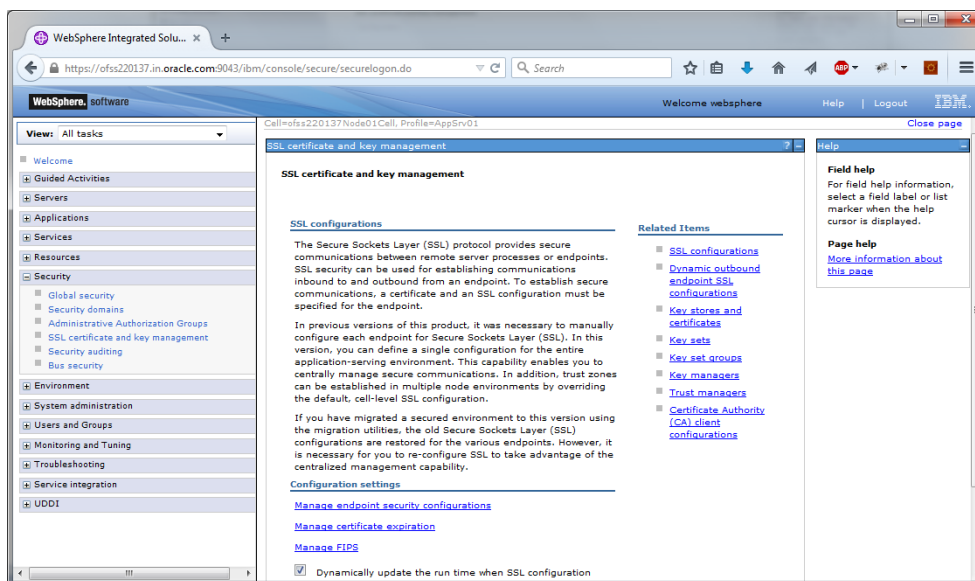 WebSphere Integrated Solu... × +
https://ofss220137.in.oracle.com:9043/ibm/console/secure/securelogon.do
Search
ABP
WebSphere. software
Welcome websphere
Help | Logout
IBM.
View: All tasks
Welcome
Guided Activities
Servers
Applications
Services
Resources
Security
Global security
Security domains
Administrative Authorization Groups
SSL certificate and key management
Security auditing
Bus security
Environment
System administration
Users and Groups
Monitoring and Tuning
Troubleshooting
Service integration
UDDI
Cell=ofss220137Node01Cell, Profile=AppSrv01
Close page
SSL certificate and key management
? -
SSL certificate and key management
SSL configurations
The Secure Sockets Layer (SSL) protocol provides secure
communications between remote server processes or endpoints.
SSL security can be used for establishing communications
inbound to and outbound from an endpoint. To establish secure
communications, a certificate and an SSL configuration must be
specified for the endpoint.
In previous versions of this product, it was necessary to manually
configure each endpoint for Secure Sockets Layer (SSL). In this
version, you can define a single configuration for the entire
application-serving environment. This capability enables you to
centrally manage secure communications. In addition, trust zones
can be established in multiple node environments by overriding
the default, cell-level SSL configuration.
If you have migrated a secured environment to this version using
the migration utilities, the old Secure Sockets Layer (SSL)
configurations are restored for the various endpoints. However, it
is necessary for you to re-configure SSL to take advantage of the
centralized management capability.
Configuration settings
Manage endpoint security configurations
Manage certificate expiration
Manage FIPS
Dynamically update the run time when SSL configuration
Related Items
SSL configurations
Dynamic outbound
endpoint SSL
configurations
Key stores and
certificates
Key sets
Key set groups
Key managers
Trust managers
Certificate Authority
(CA) client
configurations
Help
Field help
For field help information,
select a field label or list
marker when the help
cursor is displayed.
Page help
More information about
this page